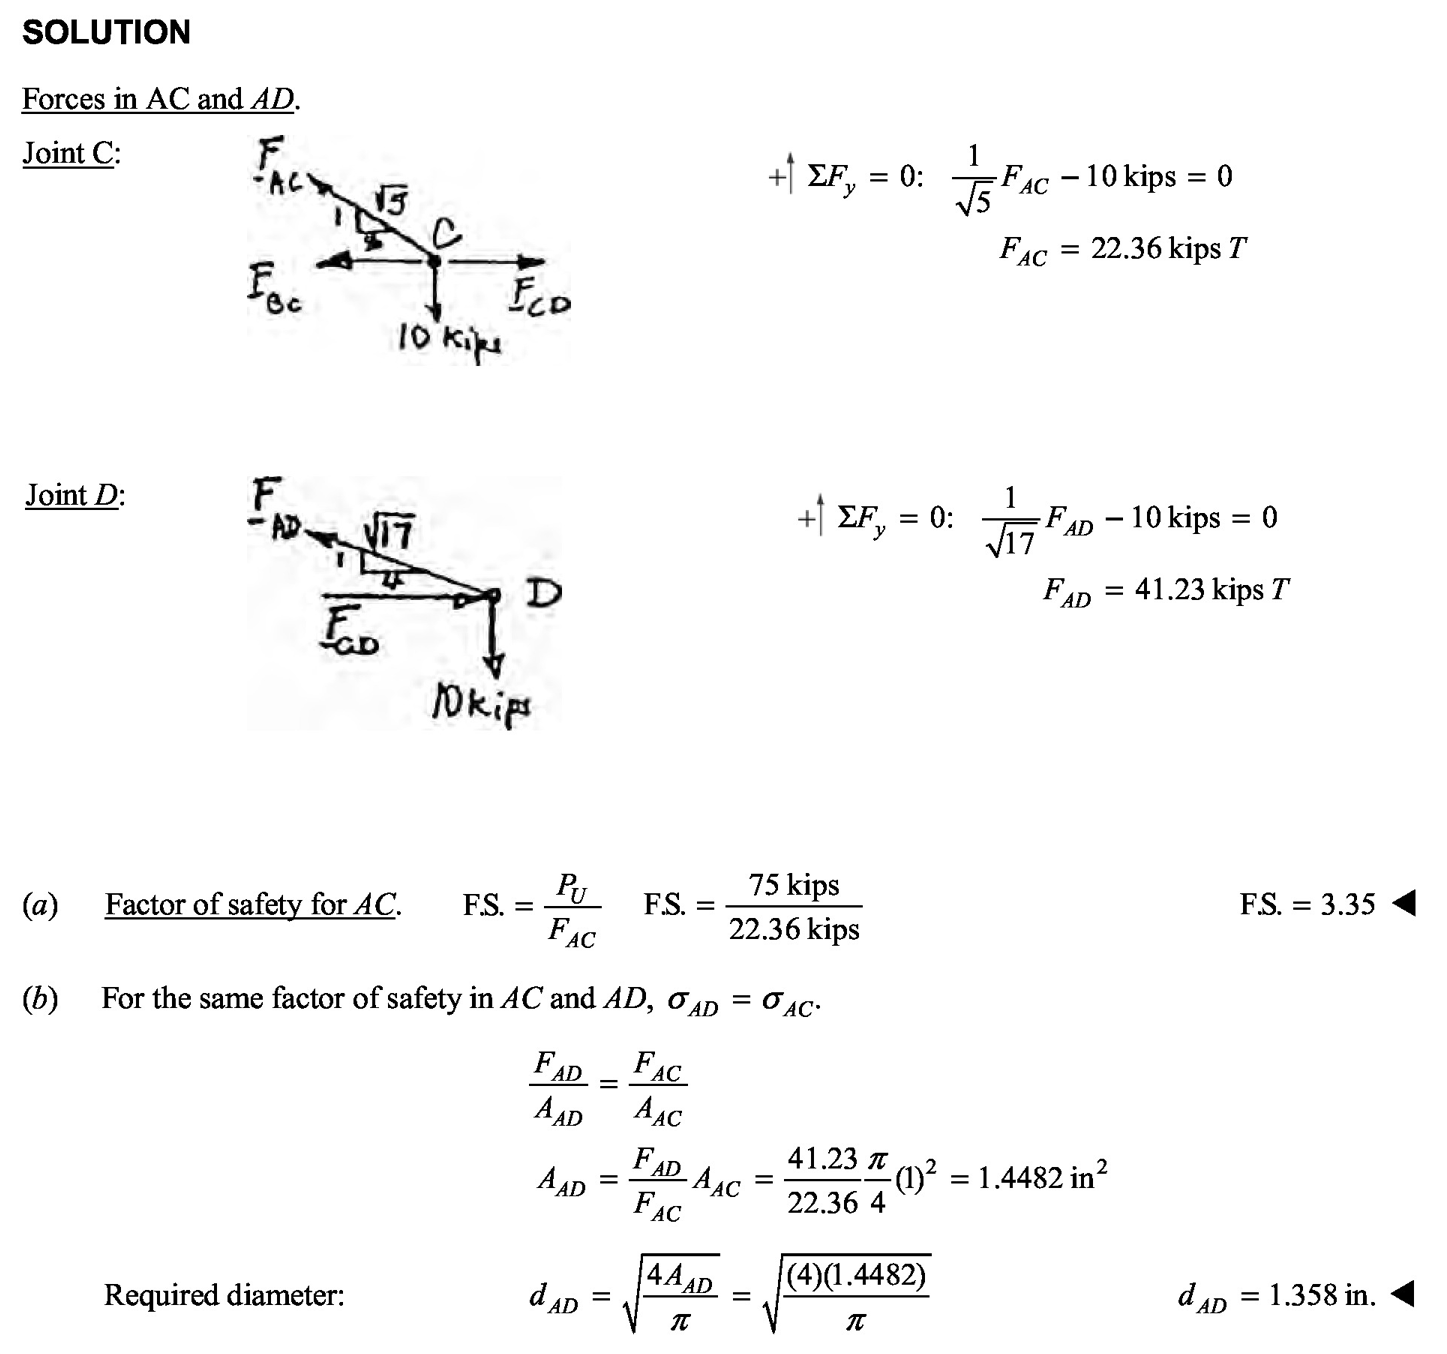 SOLUTION
Forces in AC and AD.
Joint C:
F_AC
√5
1
2
C
F_BC
F_CD
10 kips
+↑ ΣF_y = 0: 1/√5 F_AC − 10 kips = 0
F_AC = 22.36 kips T
Joint D:
F_AD
√17
1
4
D
F_CD
10 kips
+↑ ΣF_y = 0: 1/√17 F_AD − 10 kips = 0
F_AD = 41.23 kips T
(a) Factor of safety for AC. F.S. = P_U/F_AC F.S. = 75 kips/22.36 kips F.S. = 3.35 ◄
(b) For the same factor of safety in AC and AD, σ_AD = σ_AC.
F_AD/A_AD = F_AC/A_AC
A_AD = F_AD/F_AC A_AC = 41.23/22.36 π/4 (1)² = 1.4482 in²
Required diameter: d_AD = √(4A_AD/π) = √((4)(1.4482)/π) d_AD = 1.358 in. ◄